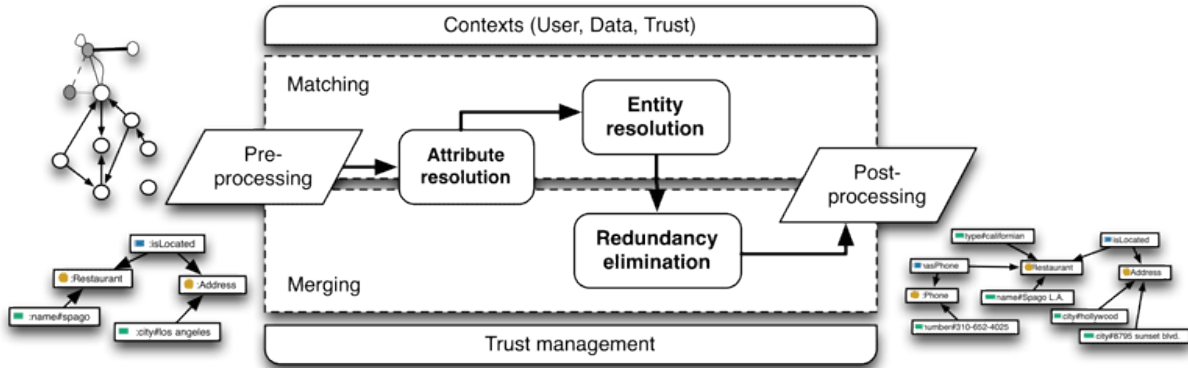 Contexts (User, Data, Trust)
Matching
Entity
resolution
Pre-
processing
Attribute
resolution
Post-
processing
Redundancy
elimination
Merging
Trust management
:isLocated
:Restaurant
:Address
:name#spago
:city#los angeles
type#californian
isLocated
hasPhone
Restaurant
Address
:Phone
name#Spago L.A.
city#hollywood
number#310-652-4025
city#8795 sunset blvd.